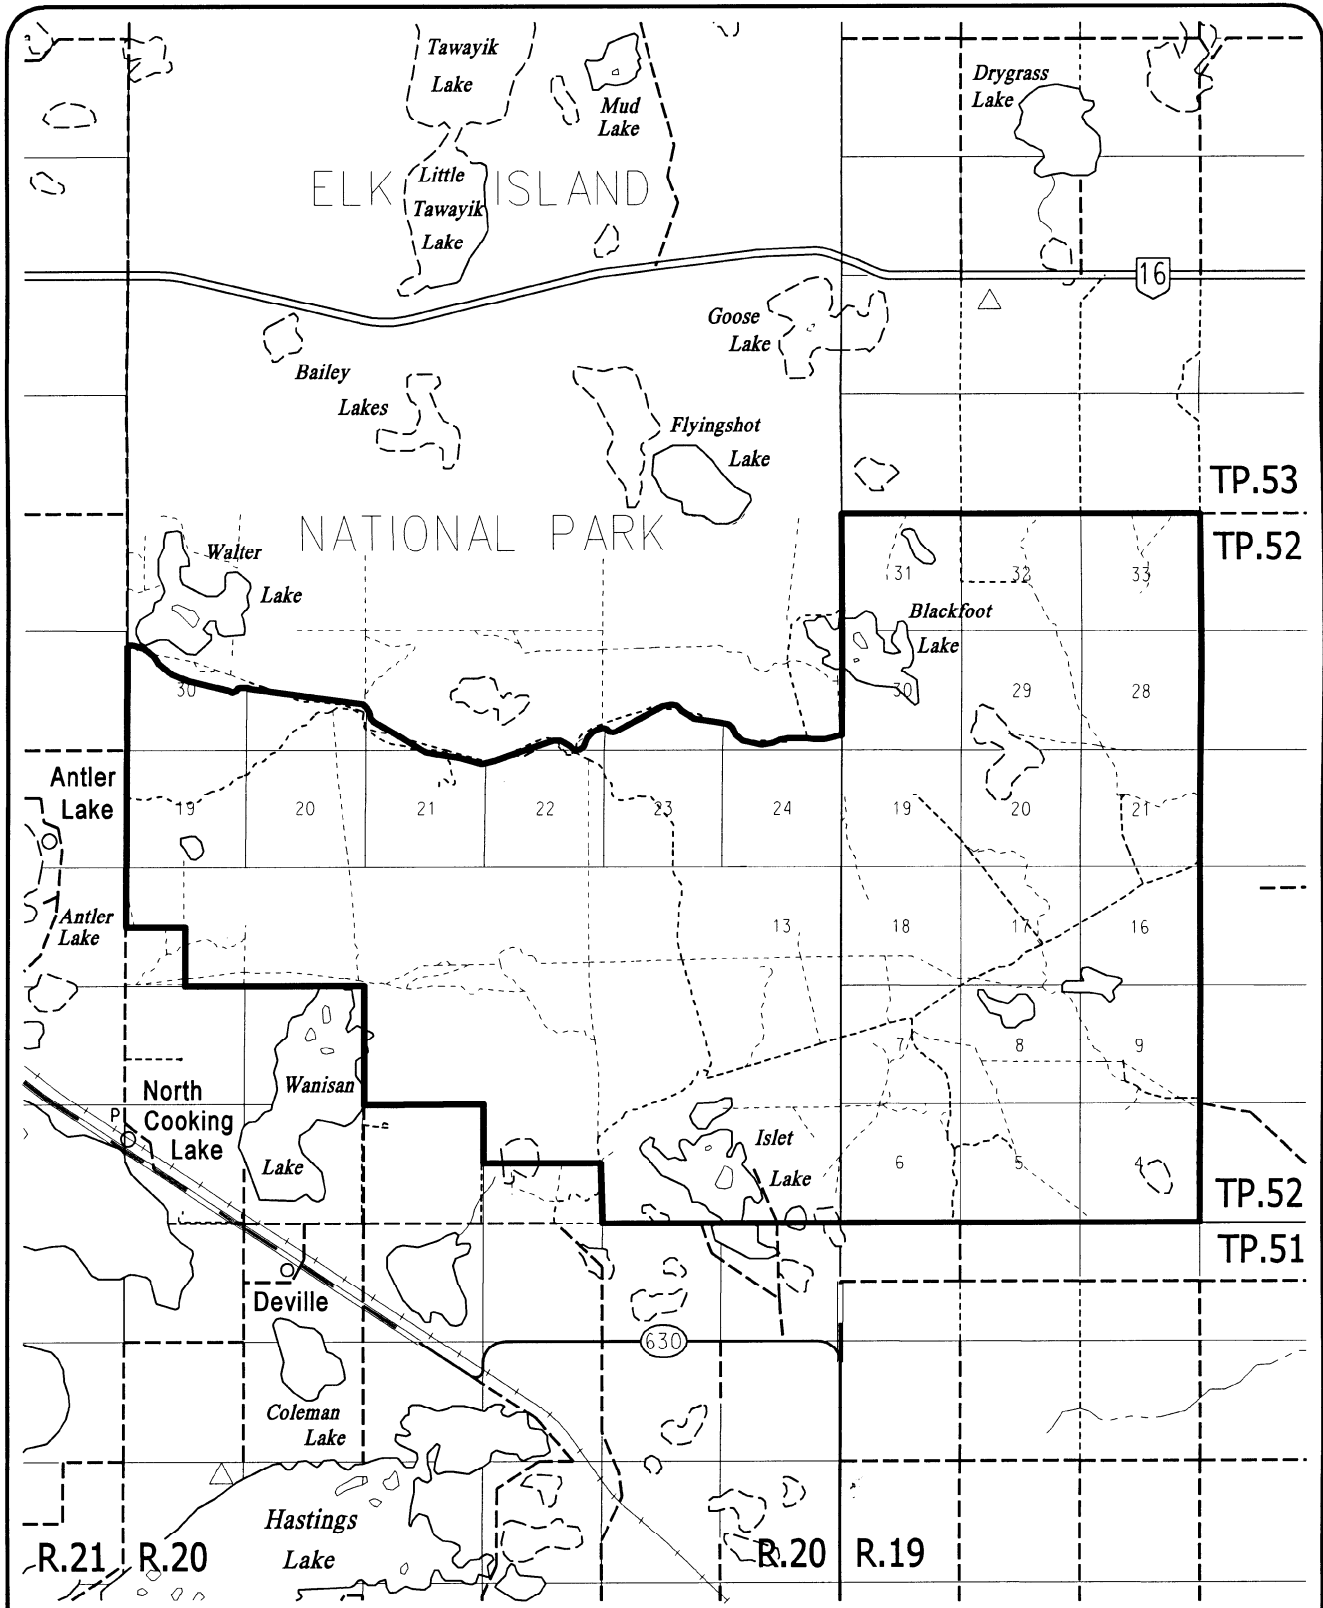 Tawayik
Lake
Mud
Lake
Drygrass
Lake
ELK ISLAND
Little
Tawayik
Lake
16
Goose
Lake
Bailey
Lakes
Flyingshot
Lake
TP.53
NATIONAL PARK
TP.52
Walter
Lake
31
32
33
Blackfoot
Lake
30
30
29
28
Antler
Lake
19
20
21
22
23
24
19
20
21
Antler
Lake
13
18
17
16
7
8
9
Wanisan
Lake
P
North
Cooking
Lake
Islet
Lake
6
5
4
TP.52
TP.51
Deville
630
Coleman
Lake
Hastings
Lake
R.21
R.20
R.20
R.19